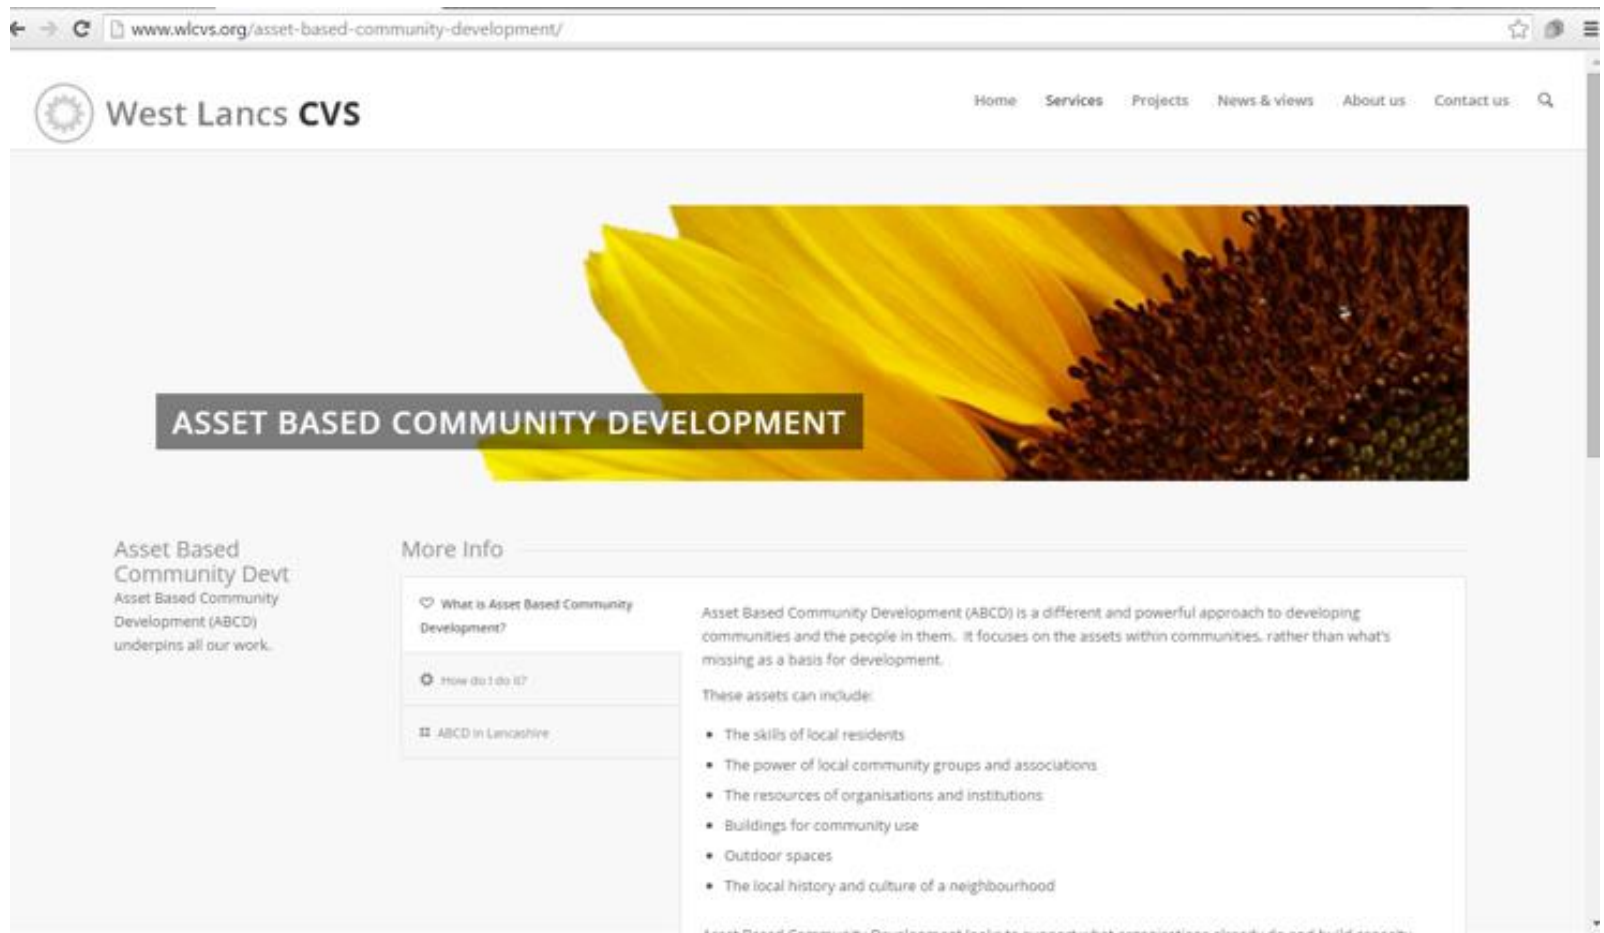 www.wlcvs.org/asset-based-community-development/
West Lancs CVS
Home Services Projects News & views About us Contact us
ASSET BASED COMMUNITY DEVELOPMENT
Asset Based
Community Devt
Asset Based Community
Development (ABCD)
underpins all our work.
More Info
What is Asset Based Community
Development?
How do I do it?
ABCD in Lancashire
Asset Based Community Development (ABCD) is a different and powerful approach to developing
communities and the people in them. It focuses on the assets within communities, rather than what's
missing as a basis for development.
These assets can include:
• The skills of local residents
• The power of local community groups and associations
• The resources of organisations and institutions
• Buildings for community use
• Outdoor spaces
• The local history and culture of a neighbourhood